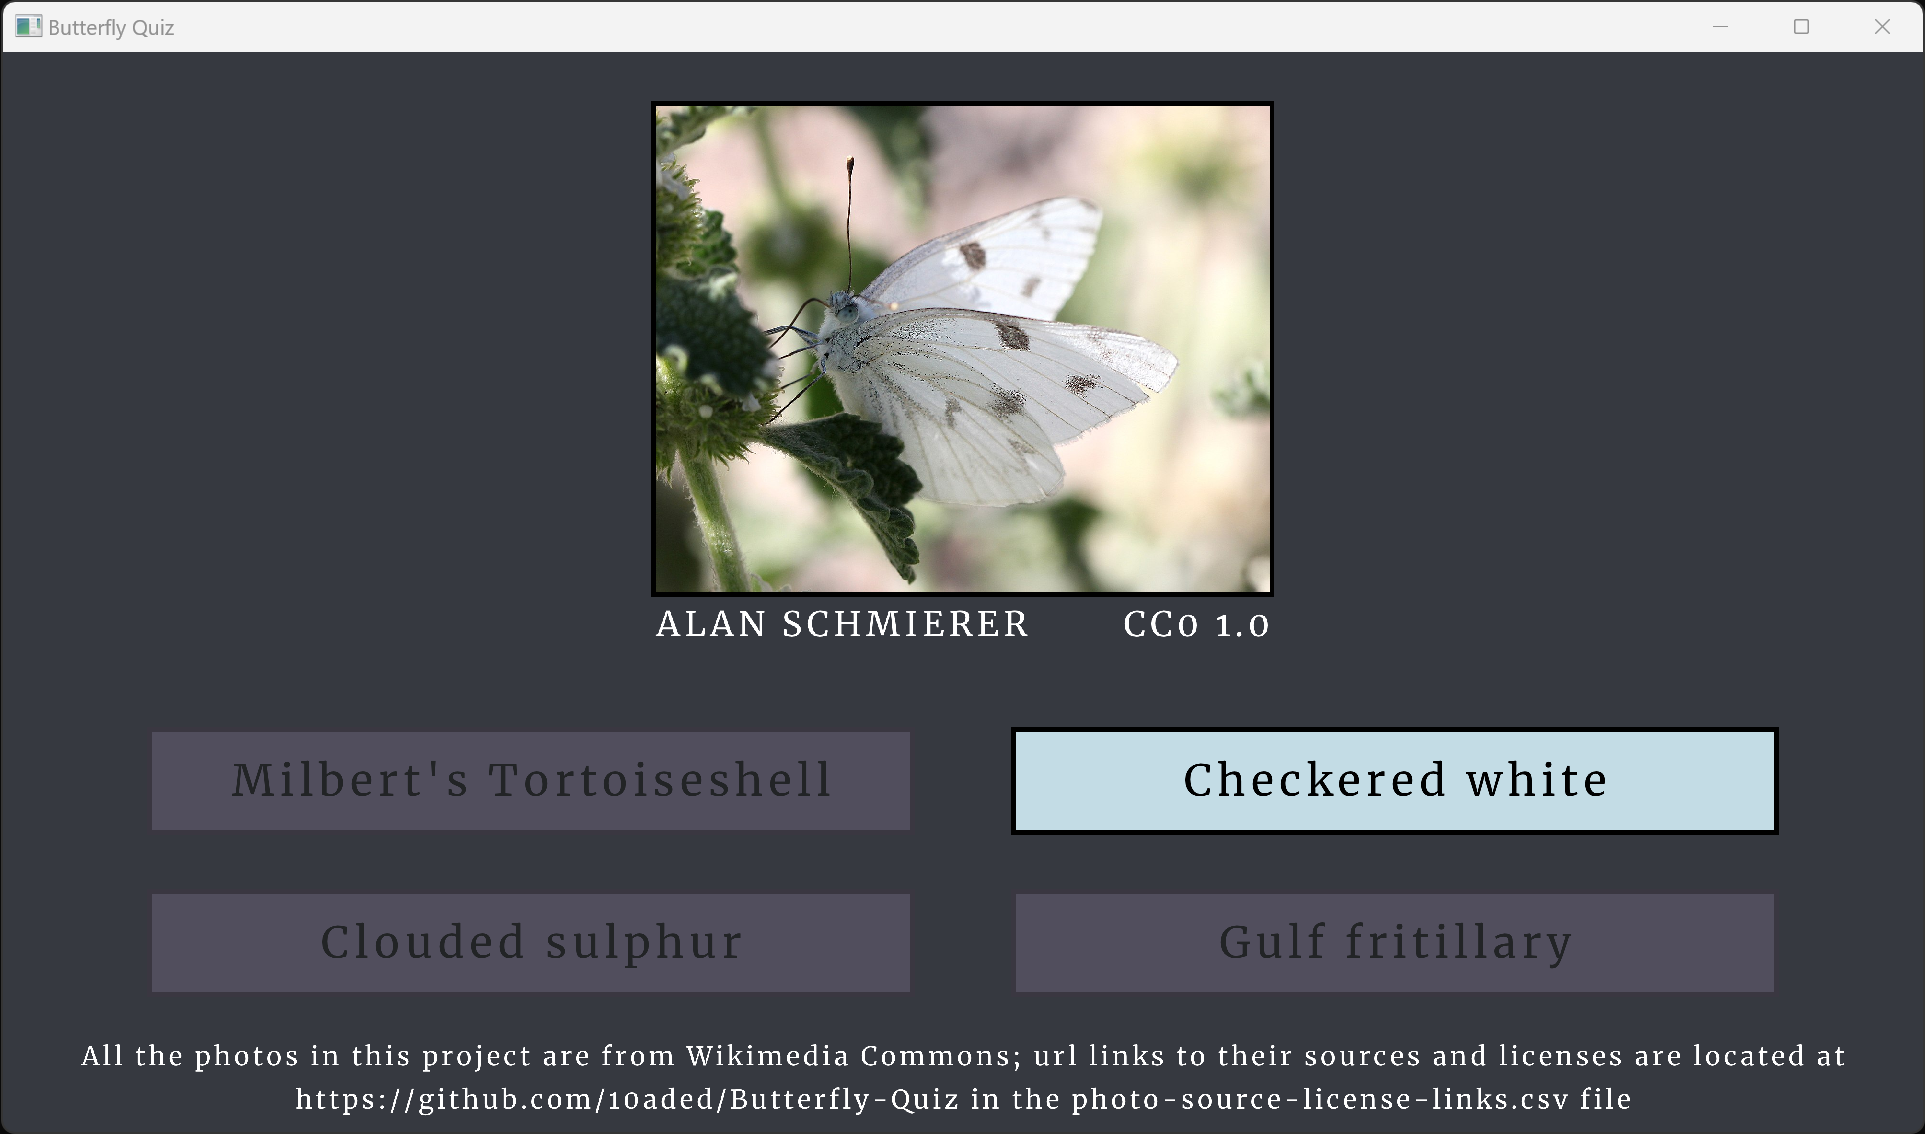 Butterfly Quiz
ALAN SCHMIERER CC0 1.0
Milbert's Tortoiseshell
Checkered white
Clouded sulphur
Gulf fritillary
All the photos in this project are from Wikimedia Commons; url links to their sources and licenses are located at
https://github.com/10aded/Butterfly-Quiz in the photo-source-license-links.csv file